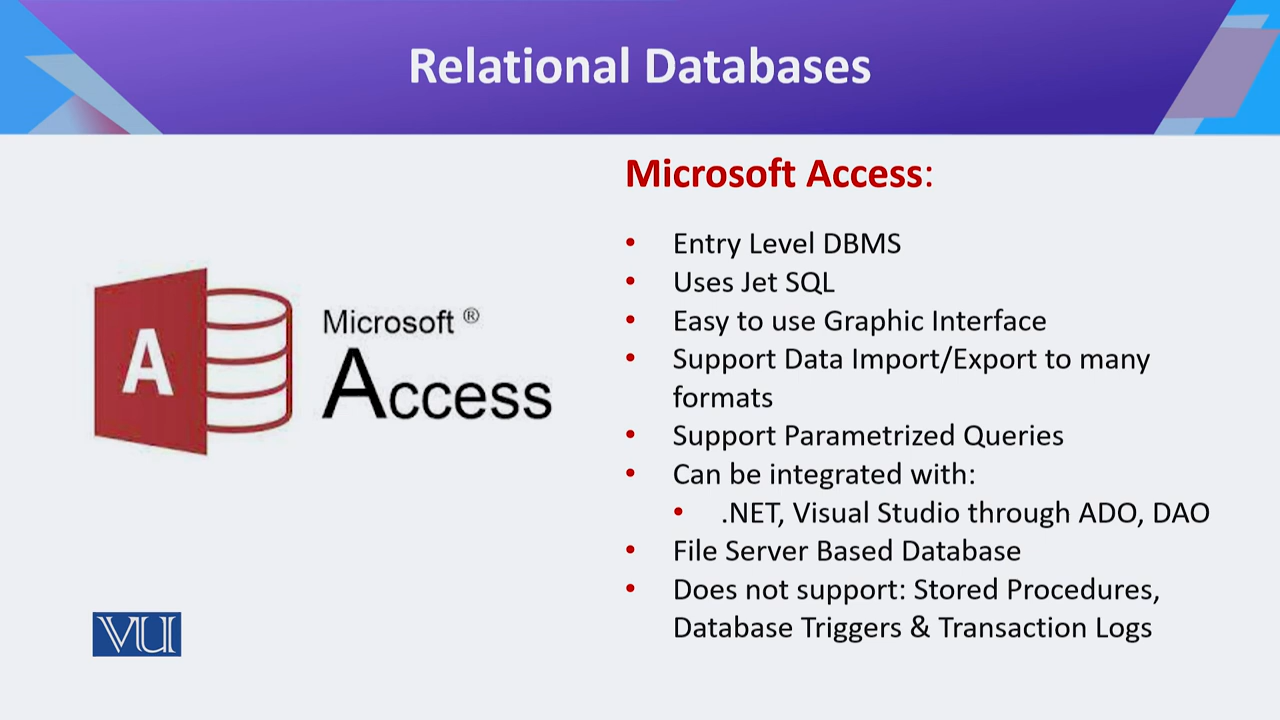 Relational Databases
Microsoft Access:
A
Microsoft ®
Access
• Entry Level DBMS
• Uses Jet SQL
• Easy to use Graphic Interface
• Support Data Import/Export to many
formats
• Support Parametrized Queries
• Can be integrated with:
• .NET, Visual Studio through ADO, DAO
• File Server Based Database
• Does not support: Stored Procedures,
Database Triggers & Transaction Logs
VU